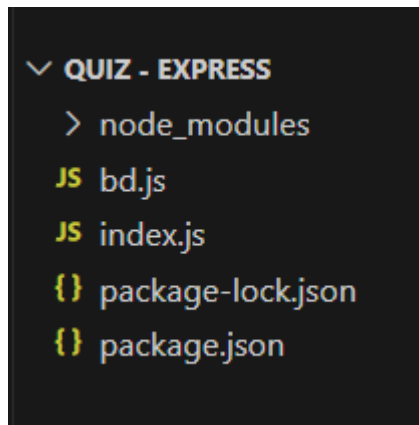 QUIZ - EXPRESS
node_modules
JS bd.js
JS index.js
{} package-lock.json
{} package.json